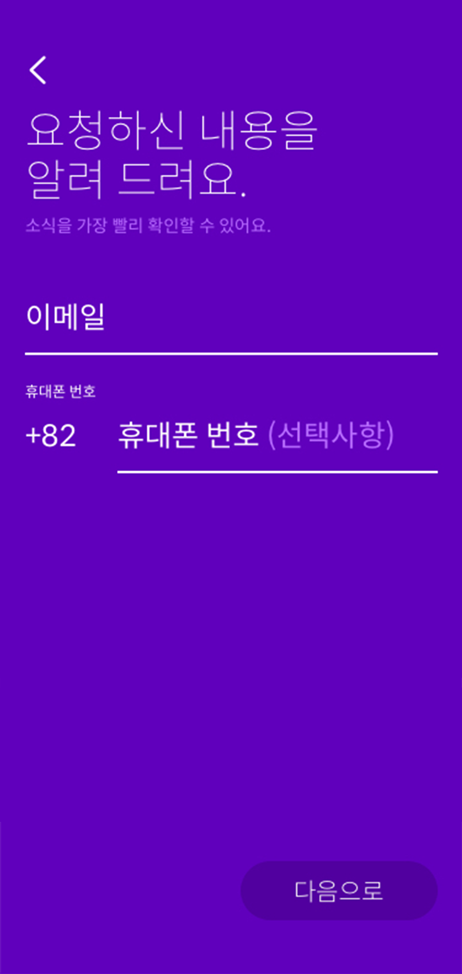 요청하신 내용을
알려 드려요.
소식을 가장 빨리 확인할 수 있어요.
이메일
휴대폰 번호
+82 휴대폰 번호 (선택사항)
다음으로